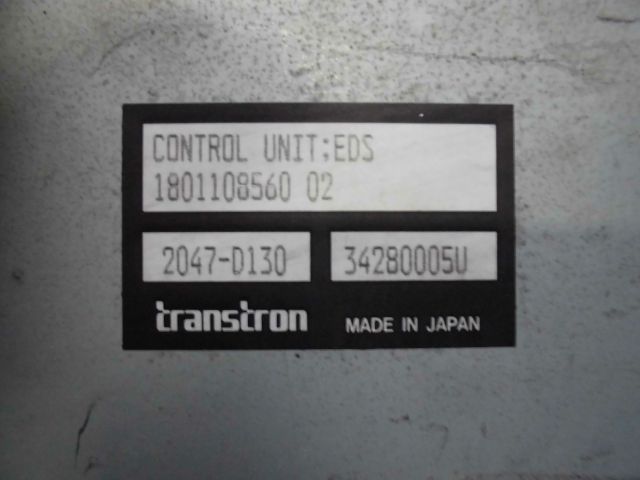 CONTROL UNIT;EDS
1801108560 02
2047-D130 34280005U
transtron MADE IN JAPAN